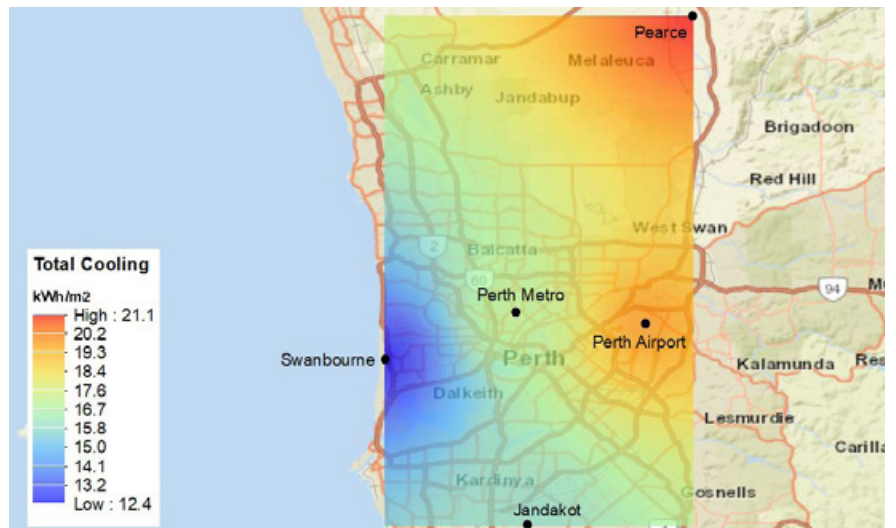 Pearce
Carramar
Melaleuca
Ashby
Jandabup
Brigadoon
Red Hill
West Swan
2
Balcatta
60
94
Perth Metro
Perth Airport
Swanbourne
Perth
Kalamunda
Dalkeith
Lesmurdie
Kardinya
Gosnells
Jandakot
Total Cooling
kWh/m2
High : 21.1
20.2
19.3
18.4
17.6
16.7
15.8
15.0
14.1
13.2
Low : 12.4